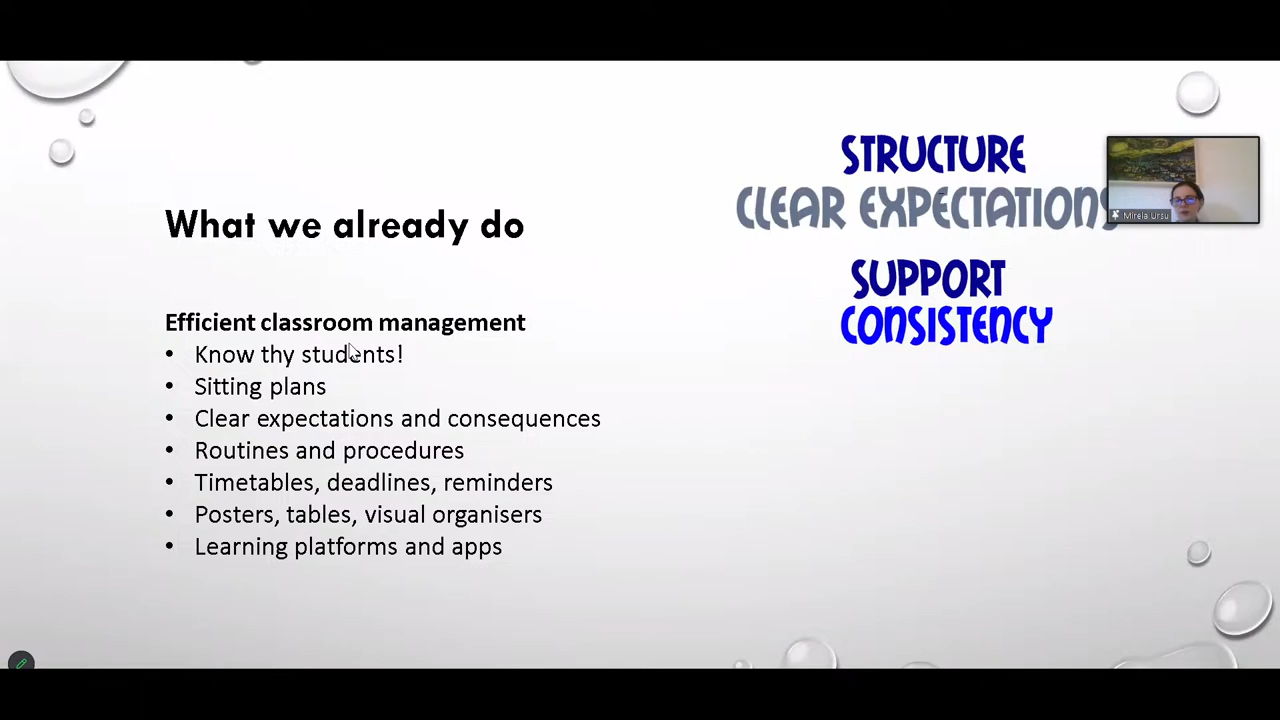 What we already do
Efficient classroom management
• Know thy students!
• Sitting plans
• Clear expectations and consequences
• Routines and procedures
• Timetables, deadlines, reminders
• Posters, tables, visual organisers
• Learning platforms and apps
STRUCTURE
CLEAR EXPECTATIONS
SUPPORT
CONSISTENCY
Mirela Ursu